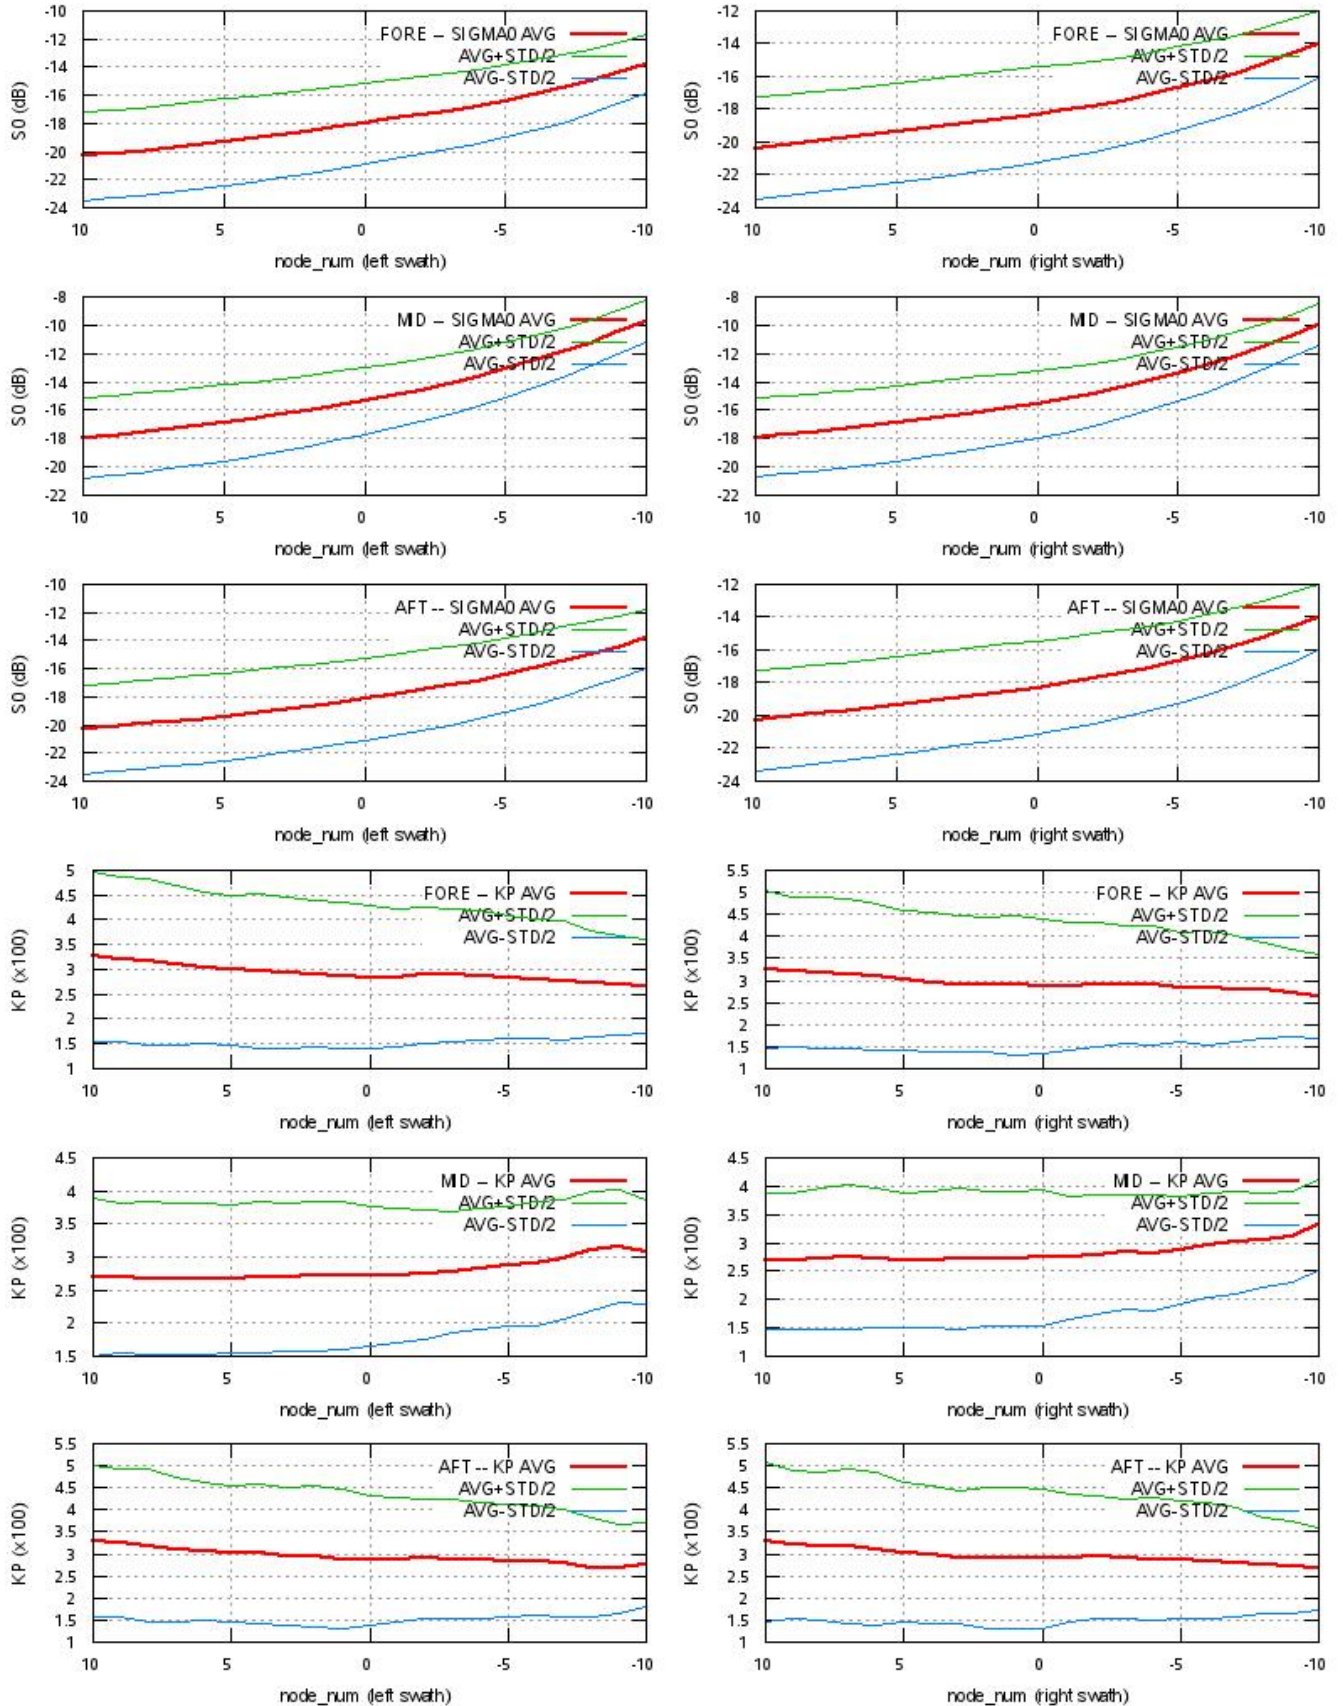 -10
-12
-14
-16
-18
-20
-22
-24
S0 (dB)
FORE – SIGMA0 AVG
AVG+STD/2
AVG-STD/2
10 5 0 -5 -10
node_num (left swath)
-12
-14
-16
-18
-20
-22
-24
S0 (dB)
FORE – SIGMA0 AVG
AVG+STD/2
AVG-STD/2
10 5 0 -5 -10
node_num (right swath)
-8
-10
-12
-14
-16
-18
-20
-22
S0 (dB)
MID – SIGMA0 AVG
AVG+STD/2
AVG-STD/2
10 5 0 -5 -10
node_num (left swath)
-8
-10
-12
-14
-16
-18
-20
-22
S0 (dB)
MID – SIGMA0 AVG
AVG+STD/2
AVG-STD/2
10 5 0 -5 -10
node_num (right swath)
-10
-12
-14
-16
-18
-20
-22
-24
S0 (dB)
AFT -- SIGMA0 AVG
AVG+STD/2
AVG-STD/2
10 5 0 -5 -10
node_num (left swath)
-12
-14
-16
-18
-20
-22
-24
S0 (dB)
AFT -- SIGMA0 AVG
AVG+STD/2
AVG-STD/2
10 5 0 -5 -10
node_num (right swath)
5
4.5
4
3.5
3
2.5
2
1.5
1
KP (x100)
FORE – KP AVG
AVG+STD/2
AVG-STD/2
10 5 0 -5 -10
node_num (left swath)
5.5
5
4.5
4
3.5
3
2.5
2
1.5
1
KP (x100)
FORE – KP AVG
AVG+STD/2
AVG-STD/2
10 5 0 -5 -10
node_num (right swath)
4.5
4
3.5
3
2.5
2
1.5
KP (x100)
MID – KP AVG
AVG+STD/2
AVG-STD/2
10 5 0 -5 -10
node_num (left swath)
4.5
4
3.5
3
2.5
2
1.5
1
KP (x100)
MID – KP AVG
AVG+STD/2
AVG-STD/2
10 5 0 -5 -10
node_num (right swath)
5.5
5
4.5
4
3.5
3
2.5
2
1.5
1
KP (x100)
AFT -- KP AVG
AVG+STD/2
AVG-STD/2
10 5 0 -5 -10
node_num (left swath)
5.5
5
4.5
4
3.5
3
2.5
2
1.5
1
KP (x100)
AFT -- KP AVG
AVG+STD/2
AVG-STD/2
10 5 0 -5 -10
node_num (right swath)